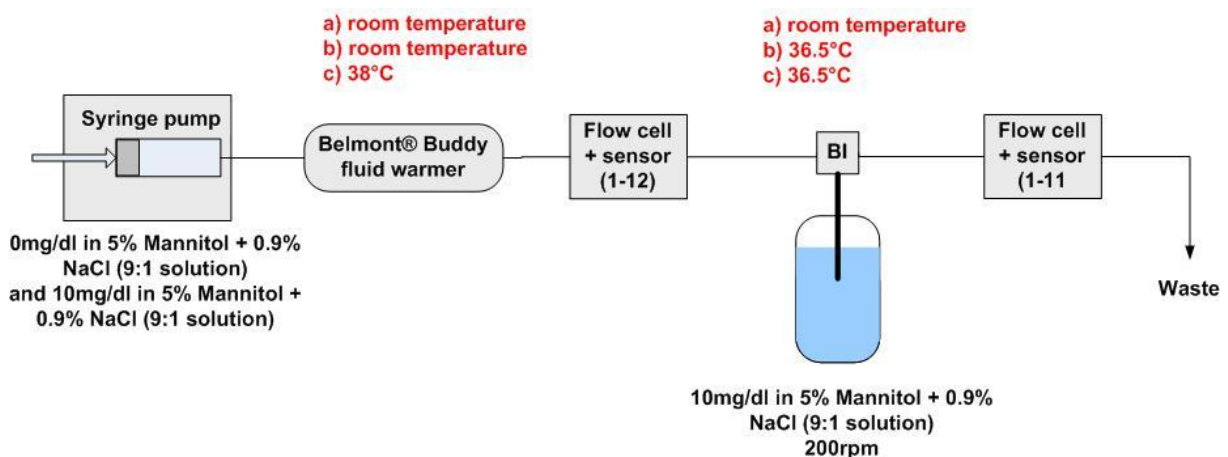 a) room temperature
b) room temperature
c) 38°C
a) room temperature
b) 36.5°C
c) 36.5°C
Syringe pump
Belmont® Buddy
fluid warmer
Flow cell
+ sensor
(1-12)
BI
Flow cell
+ sensor
(1-11
0mg/dl in 5% Mannitol + 0.9%
NaCl (9:1 solution)
and 10mg/dl in 5% Mannitol +
0.9% NaCl (9:1 solution)
Waste
10mg/dl in 5% Mannitol + 0.9%
NaCl (9:1 solution)
200rpm